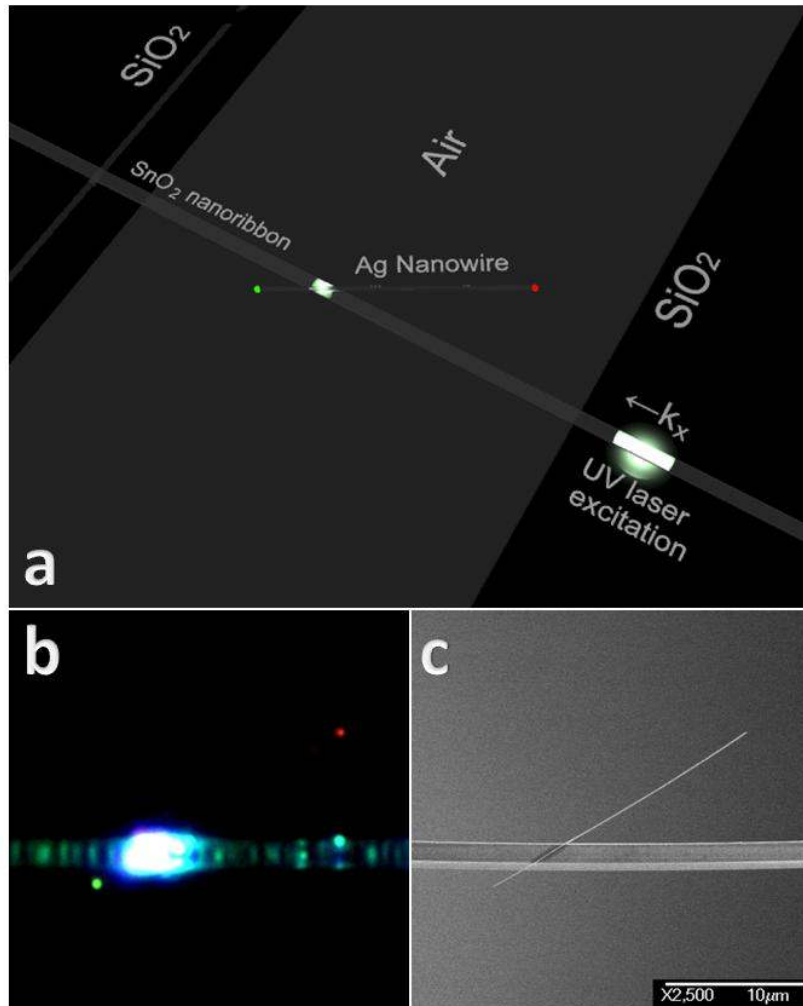 SiO₂
Air
SnO₂ nanoribbon
Ag Nanowire
SiO₂
←kₓ
UV laser
excitation
a
b
c
X2,500 10μm